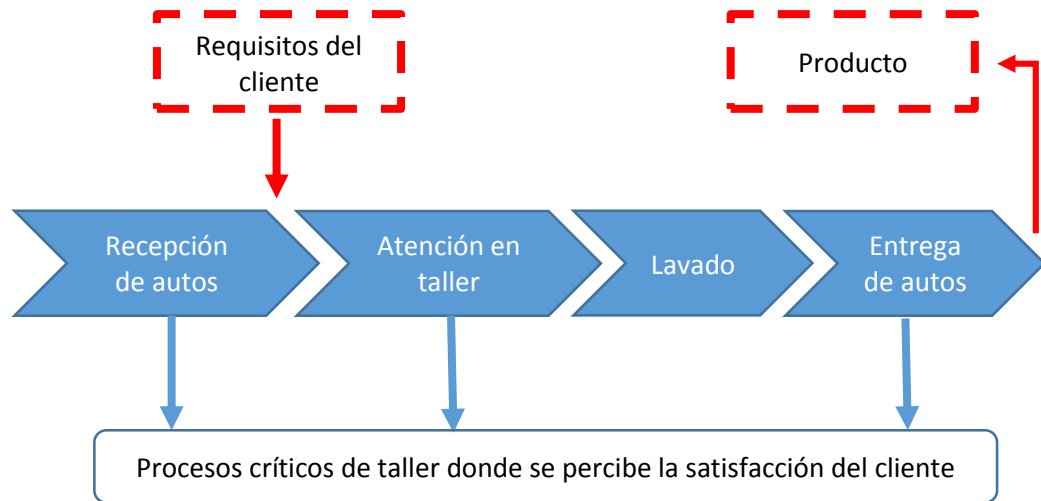 Requisitos del
cliente
Producto
Recepción
de autos
Atención en
taller
Lavado
Entrega
de autos
Procesos críticos de taller donde se percibe la satisfacción del cliente